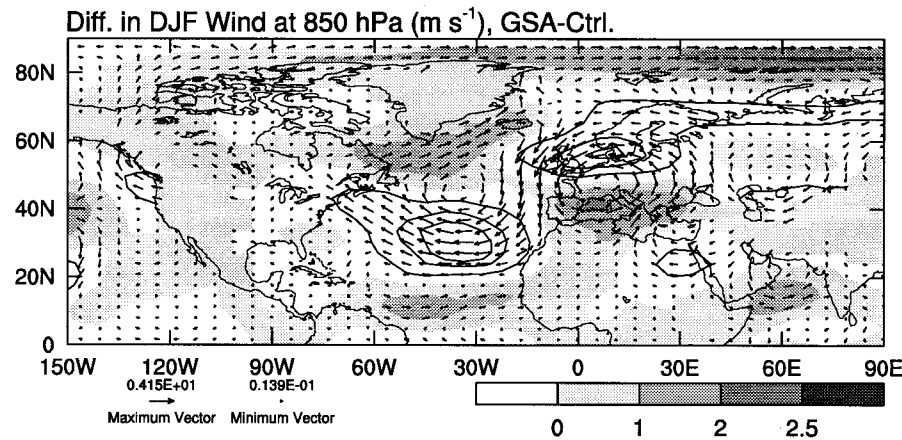 Diff. in DJF Wind at 850 hPa (m s⁻¹), GSA-Ctrl.
80N
60N
40N
20N
0
150W 120W 90W 60W 30W 0 30E 60E 90E
0.415E+01 0.139E-01
Maximum Vector Minimum Vector
0 1 2 2.5